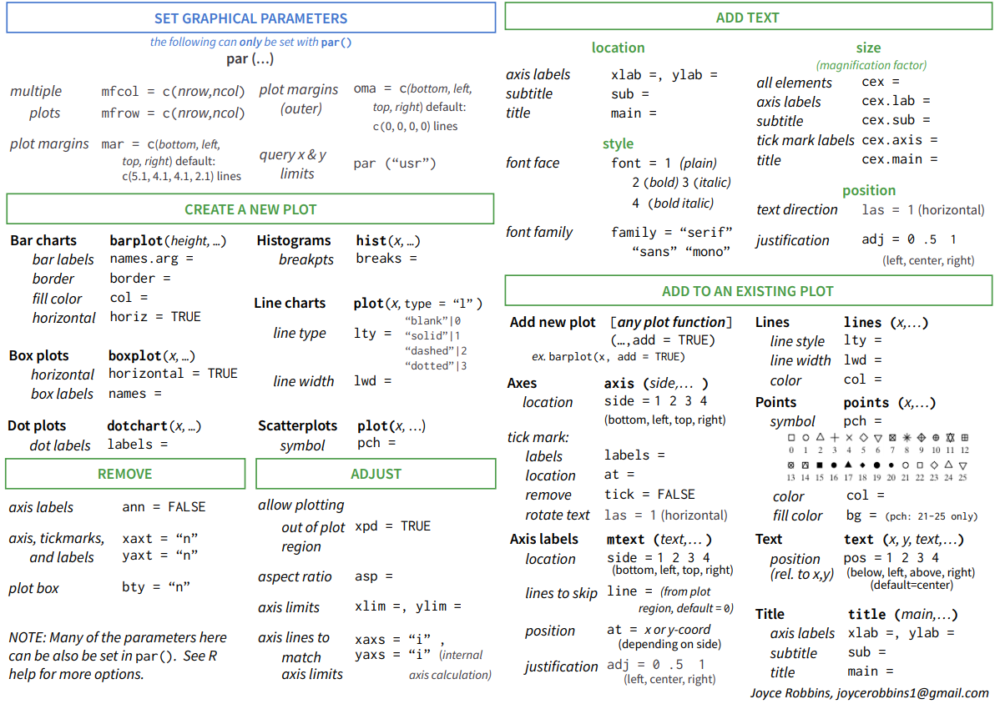 SET GRAPHICAL PARAMETERS
the following can only be set with par()
par (…)
multiple plots
mfcol = c(nrow,ncol)
mfrow = c(nrow,ncol)
plot margins
mar = c(bottom, left,
top, right) default:
c(5.1, 4.1, 4.1, 2.1) lines
plot margins
(outer)
oma = c(bottom, left,
top, right) default:
c(0, 0, 0, 0) lines
query x & y
limits
par (“usr”)
CREATE A NEW PLOT
Bar charts barplot(height, …)
bar labels names.arg =
border border =
fill color col =
horizontal horiz = TRUE
Box plots boxplot(x, …)
horizontal horizontal = TRUE
box labels names =
Dot plots dotchart(x, …)
dot labels labels =
Histograms hist(x, …)
breakpts breaks =
Line charts plot(x, type = “l” )
line type lty =
“blank”|0
“solid”|1
“dashed”|2
“dotted”|3
line width lwd =
Scatterplots plot(x, …)
symbol pch =
REMOVE
axis labels ann = FALSE
axis, tickmarks, xaxt = “n”
and labels yaxt = “n”
plot box bty = “n”
NOTE: Many of the parameters here
can be also be set in par(). See R
help for more options.
ADJUST
allow plotting
out of plot xpd = TRUE
region
aspect ratio asp =
axis limits xlim =, ylim =
axis lines to xaxs = “i” ,
match yaxs = “i” (internal
axis limits axis calculation)
ADD TEXT
location
axis labels xlab =, ylab =
subtitle sub =
title main =
style
font face font = 1 (plain)
2 (bold) 3 (italic)
4 (bold italic)
font family family = “serif”
“sans” “mono”
size
(magnification factor)
all elements cex =
axis labels cex.lab =
subtitle cex.sub =
tick mark labels cex.axis =
title cex.main =
position
text direction las = 1 (horizontal)
justification adj = 0 .5 1
(left, center, right)
ADD TO AN EXISTING PLOT
Add new plot [any plot function]
(…,add = TRUE)
ex. barplot(x, add = TRUE)
Axes axis (side,… )
location side = 1 2 3 4
(bottom, left, top, right)
tick mark:
labels labels =
location at =
remove tick = FALSE
rotate text las = 1 (horizontal)
Axis labels mtext (text,… )
location side = 1 2 3 4
(bottom, left, top, right)
lines to skip line = (from plot
region, default = 0)
position at = x or y-coord
(depending on side)
justification adj = 0 .5 1
(left, center, right)
Lines lines (x,…)
line style lty =
line width lwd =
color col =
Points points (x,…)
symbol pch =
0 1 2 3 4 5 6 7 8 9 10 11 12
13 14 15 16 17 18 19 20 21 22 23 24 25
color col =
fill color bg = (pch: 21-25 only)
Text text (x, y, text,…)
position pos = 1 2 3 4
(rel. to x,y) (below, left, above, right)
(default=center)
Title title (main,…)
axis labels xlab =, ylab =
subtitle sub =
title main =
Joyce Robbins, joycerobbins1@gmail.com